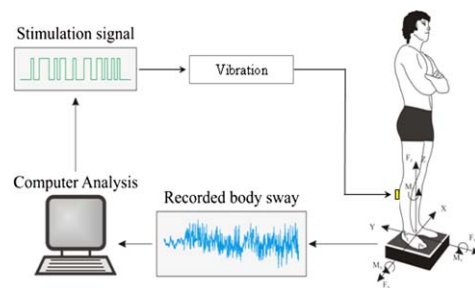 Stimulation signal
Vibration
Computer Analysis
Recorded body sway
Z
X
Y